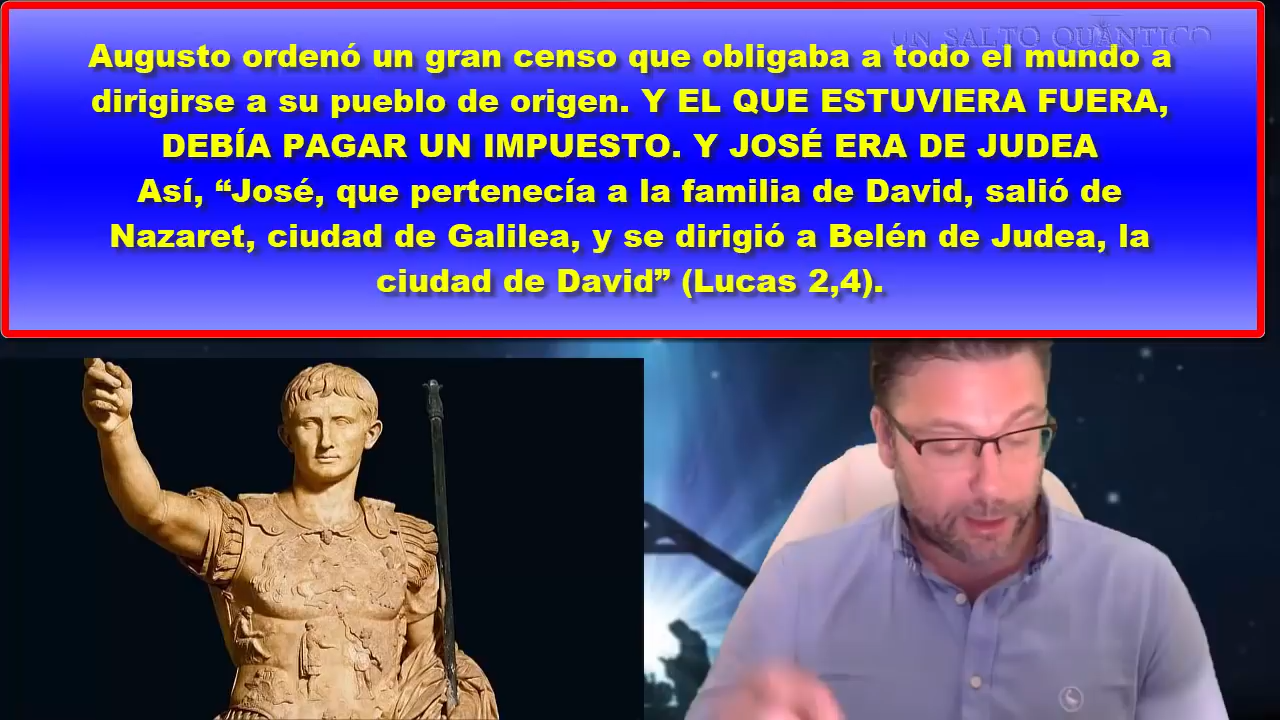 UN SALTO QUÁNTICO
Augusto ordenó un gran censo que obligaba a todo el mundo a
dirigirse a su pueblo de origen. Y EL QUE ESTUVIERA FUERA,
DEBÍA PAGAR UN IMPUESTO. Y JOSÉ ERA DE JUDEA
Así, “José, que pertenecía a la familia de David, salió de
Nazaret, ciudad de Galilea, y se dirigió a Belén de Judea, la
ciudad de David” (Lucas 2,4).